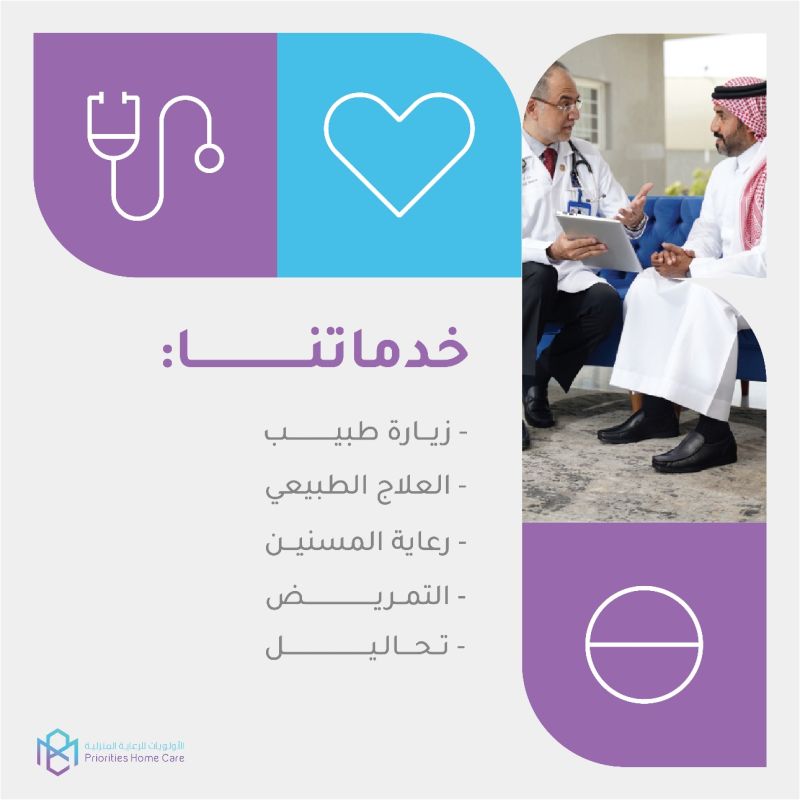 خدماتنا:
- زيارة طبيب
- العلاج الطبيعي
- رعاية المسنين
- التمريض
- تحاليل
الأولويات للرعاية المنزلية
Priorities Home Care